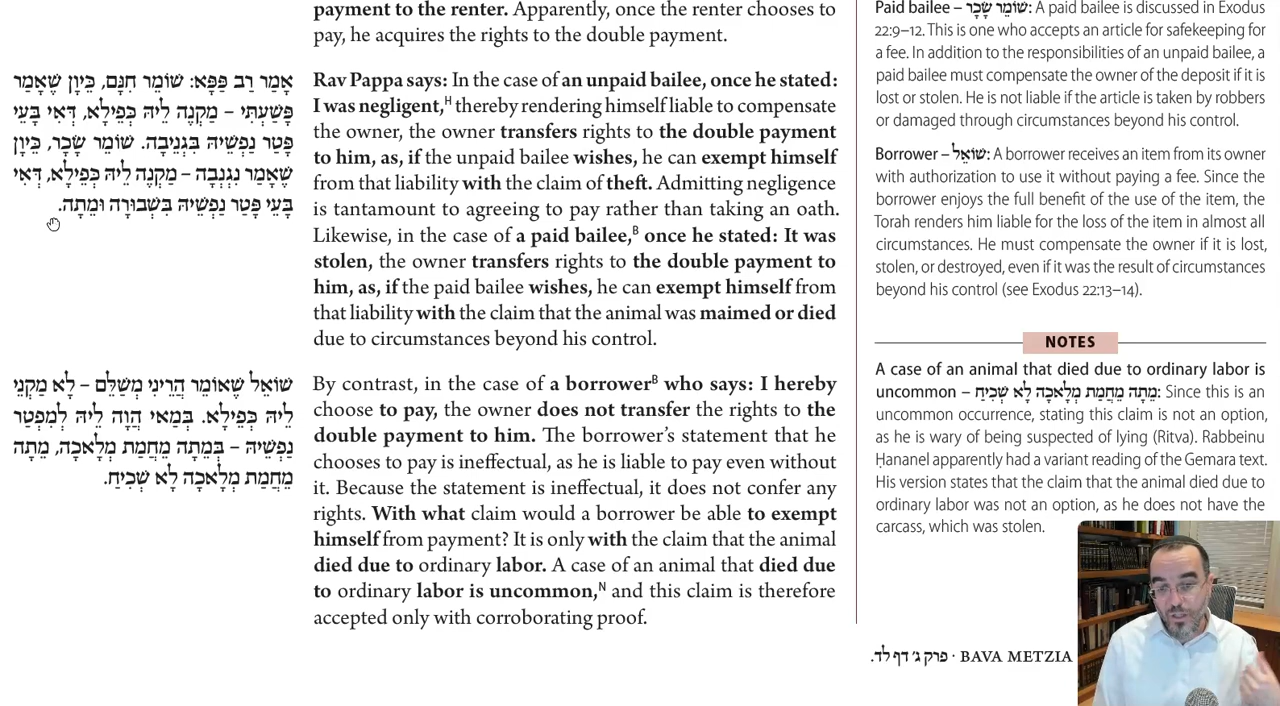 payment to the renter. Apparently, once the renter chooses to
pay, he acquires the rights to the double payment.
אָמַר רַב פַּפָּא: שׁוֹמֵר חִנָּם, כֵּיוָן שֶׁאָמַר
פָּשַׁעְתִּי – מַקְנֶה לֵיהּ כְּפֵילָא, דְּאִי בָּעֵי
פָּטַר נַפְשֵׁיהּ בִּגְנֵיבָה. שׁוֹמֵר שָׂכָר, כֵּיוָן
שֶׁאָמַר נִגְנְבָה – מַקְנֶה לֵיהּ כְּפֵילָא, דְּאִי
בָּעֵי פָּטַר נַפְשֵׁיהּ בִּשְׁבוּרָה וּמֵתָה.
Rav Pappa says: In the case of an unpaid bailee, once he stated:
I was negligent,ᴴ thereby rendering himself liable to compensate
the owner, the owner transfers rights to the double payment
to him, as, if the unpaid bailee wishes, he can exempt himself
from that liability with the claim of theft. Admitting negligence
is tantamount to agreeing to pay rather than taking an oath.
Likewise, in the case of a paid bailee,ᴮ once he stated: It was
stolen, the owner transfers rights to the double payment to
him, as, if the paid bailee wishes, he can exempt himself from
that liability with the claim that the animal was maimed or died
due to circumstances beyond his control.
שׁוֹאֵל שֶׁאוֹמֵר הֲרֵינִי מְשַׁלֵּם – לָא מַקְנֵי
לֵיהּ כְּפֵילָא. בְּמַאי הֲוָה לֵיהּ לְמִפְטַר
נַפְשֵׁיהּ – בְּמֵתָה מֵחֲמַת מְלָאכָה, מֵתָה
מֵחֲמַת מְלָאכָה לָא שְׁכִיחַ.
By contrast, in the case of a borrowerᴮ who says: I hereby
choose to pay, the owner does not transfer the rights to the
double payment to him. The borrower’s statement that he
chooses to pay is ineffectual, as he is liable to pay even without
it. Because the statement is ineffectual, it does not confer any
rights. With what claim would a borrower be able to exempt
himself from payment? It is only with the claim that the animal
died due to ordinary labor. A case of an animal that died due
to ordinary labor is uncommon,ᴺ and this claim is therefore
accepted only with corroborating proof.
Paid bailee – שׁוֹמֵר שָׂכָר: A paid bailee is discussed in Exodus
22:9–12. This is one who accepts an article for safekeeping for
a fee. In addition to the responsibilities of an unpaid bailee, a
paid bailee must compensate the owner of the deposit if it is
lost or stolen. He is not liable if the article is taken by robbers
or damaged through circumstances beyond his control.
Borrower – שׁוֹאֵל: A borrower receives an item from its owner
with authorization to use it without paying a fee. Since the
borrower enjoys the full benefit of the use of the item, the
Torah renders him liable for the loss of the item in almost all
circumstances. He must compensate the owner if it is lost,
stolen, or destroyed, even if it was the result of circumstances
beyond his control (see Exodus 22:13–14).
NOTES
A case of an animal that died due to ordinary labor is
uncommon – מֵתָה מֵחֲמַת מְלָאכָה לָא שְׁכִיחַ: Since this is an
uncommon occurrence, stating this claim is not an option,
as he is wary of being suspected of lying (Ritva). Rabbeinu
Ḥananel apparently had a variant reading of the Gemara text.
His version states that the claim that the animal died due to
ordinary labor was not an option, as he does not have the
carcass, which was stolen.
BAVA METZIA · פרק ג׳ דף לד.